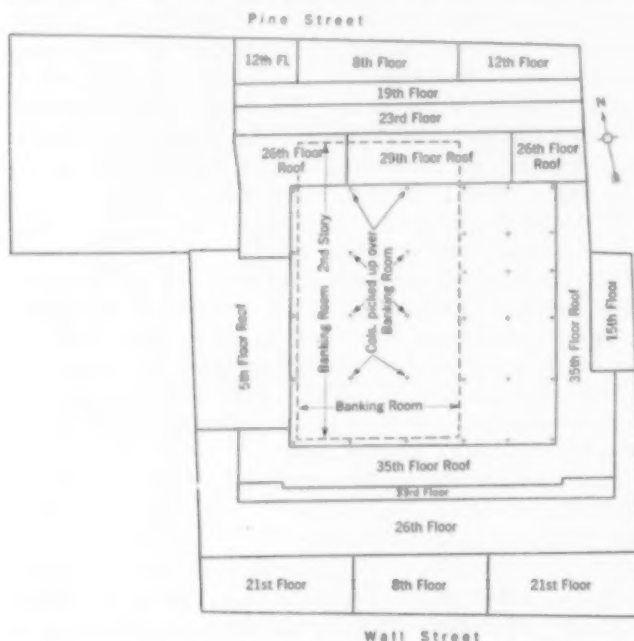 Pine Street
12th FL
8th Floor
12th Floor
19th Floor
23rd Floor
26th Floor
Roof
29th Floor Roof
26th Floor
Roof
N
S
Banking Room 2nd Story
Cols. picked up over
Banking Room
Banking Room
5th Floor Roof
35th Floor Roof
15th Floor
35th Floor Roof
33rd Floor
26th Floor
21st Floor
8th Floor
21st Floor
Wall Street